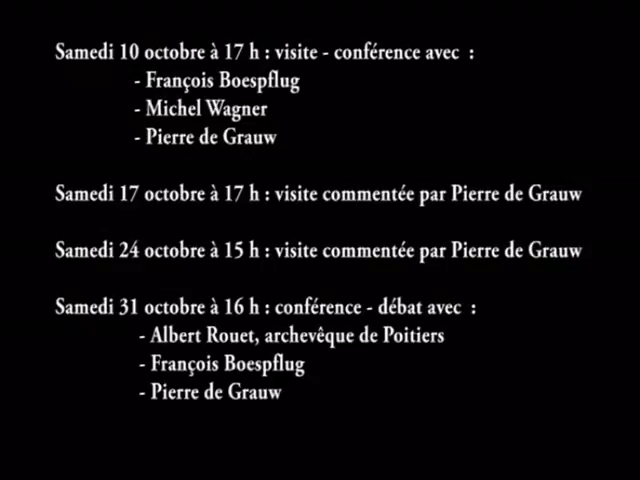 Samedi 10 octobre à 17 h : visite - conférence avec :
- François Boespflug
- Michel Wagner
- Pierre de Grauw
Samedi 17 octobre à 17 h : visite commentée par Pierre de Grauw
Samedi 24 octobre à 15 h : visite commentée par Pierre de Grauw
Samedi 31 octobre à 16 h : conférence - débat avec :
- Albert Rouet, archevêque de Poitiers
- François Boespflug
- Pierre de Grauw